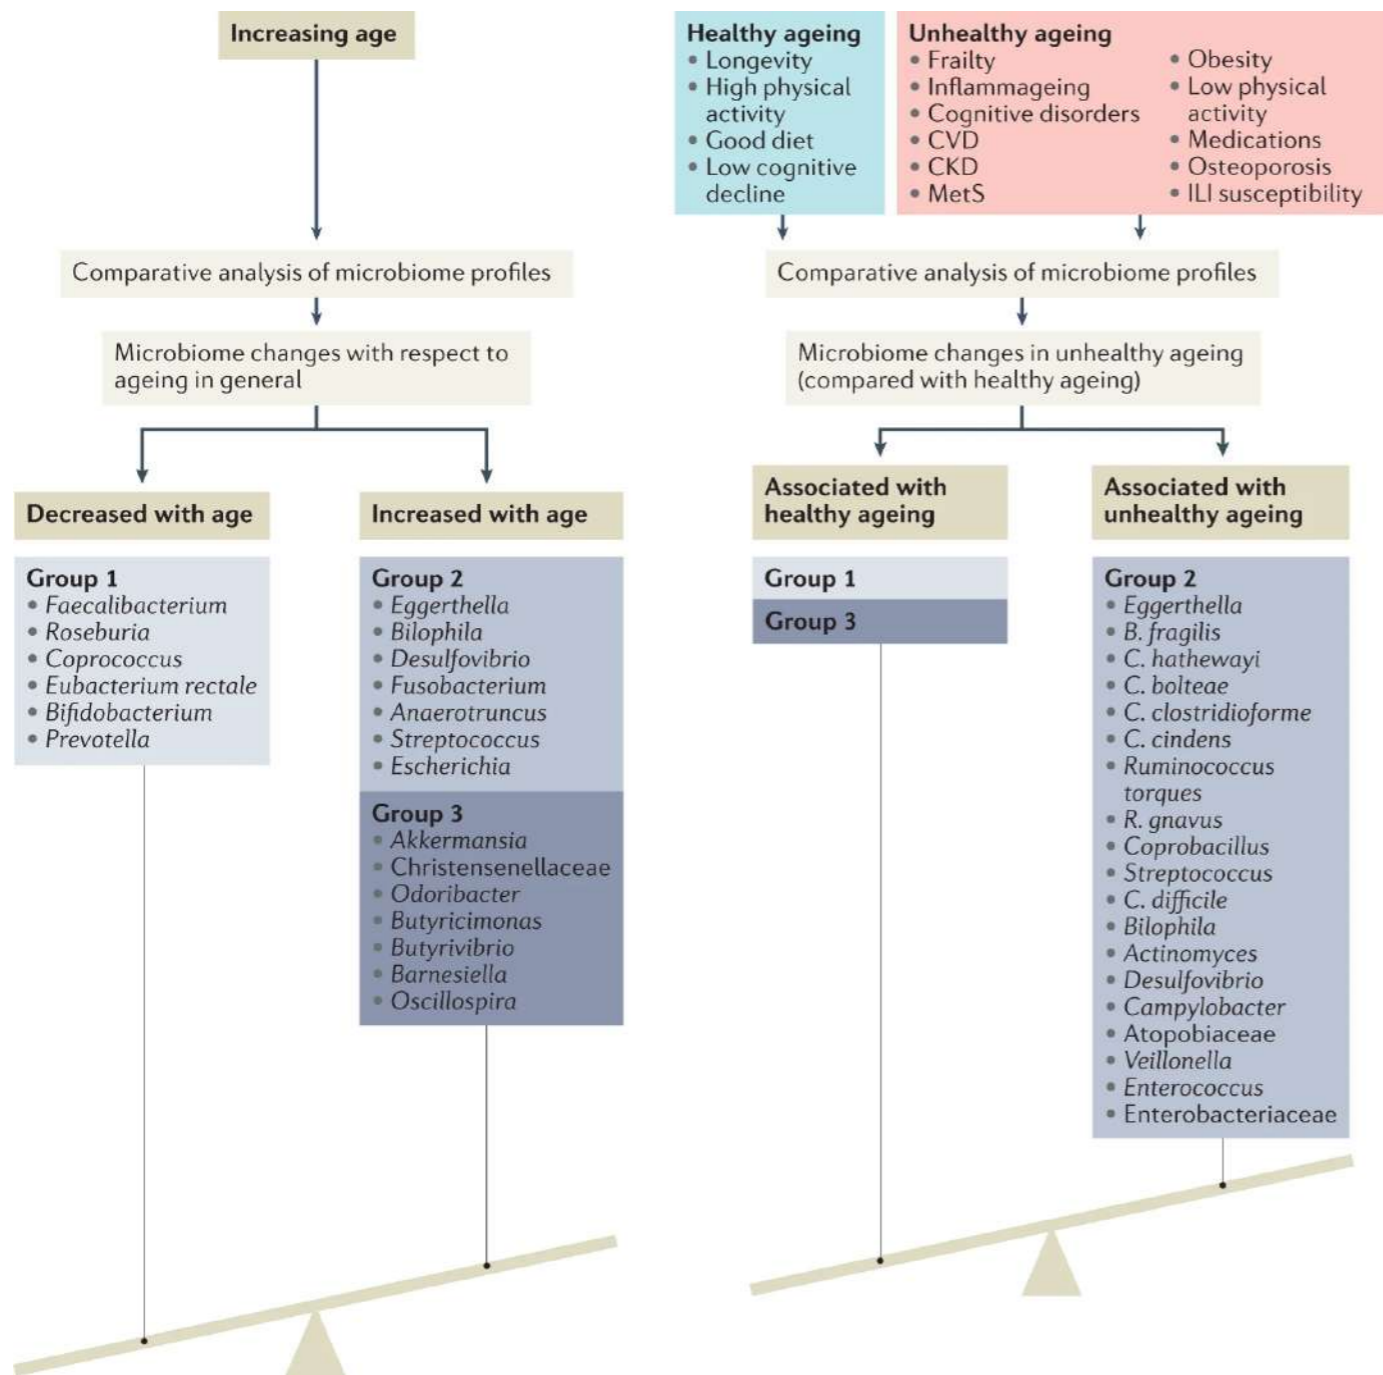 Increasing age
Comparative analysis of microbiome profiles
Microbiome changes with respect to
ageing in general
Decreased with age
Group 1
• Faecalibacterium
• Roseburia
• Coprococcus
• Eubacterium rectale
• Bifidobacterium
• Prevotella
Increased with age
Group 2
• Eggerthella
• Bilophila
• Desulfovibrio
• Fusobacterium
• Anaerotruncus
• Streptococcus
• Escherichia
Group 3
• Akkermansia
• Christensenellaceae
• Odoribacter
• Butyricimonas
• Butyrivibrio
• Barnesiella
• Oscillospira
Healthy ageing
• Longevity
• High physical
activity
• Good diet
• Low cognitive
decline
Unhealthy ageing
• Frailty
• Inflammageing
• Cognitive disorders
• CVD
• CKD
• MetS
• Obesity
• Low physical
activity
• Medications
• Osteoporosis
• ILI susceptibility
Comparative analysis of microbiome profiles
Microbiome changes in unhealthy ageing
(compared with healthy ageing)
Associated with
healthy ageing
Group 1
Group 3
Associated with
unhealthy ageing
Group 2
• Eggerthella
• B. fragilis
• C. hathewayi
• C. bolteae
• C. clostridioforme
• C. cindens
• Ruminococcus
torques
• R. gnavus
• Coprobacillus
• Streptococcus
• C. difficile
• Bilophila
• Actinomyces
• Desulfovibrio
• Campylobacter
• Atopobiaceae
• Veillonella
• Enterococcus
• Enterobacteriaceae